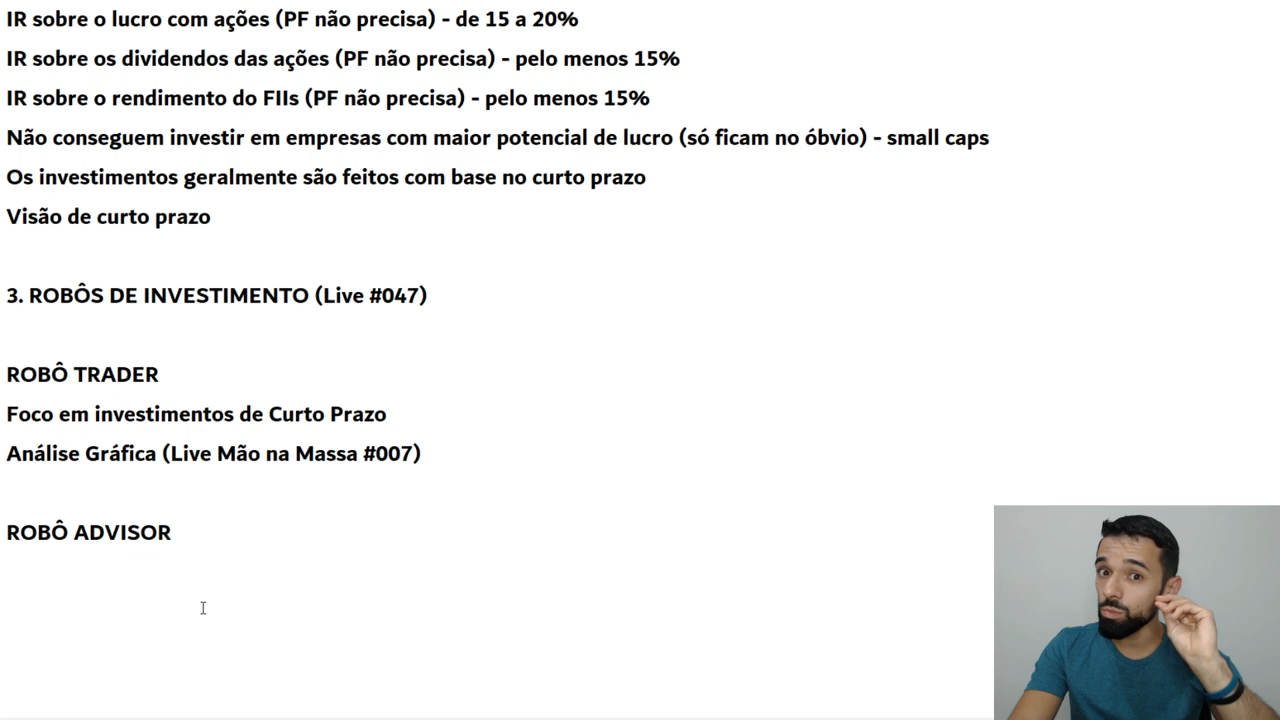 IR sobre o lucro com ações (PF não precisa) - de 15 a 20%
IR sobre os dividendos das ações (PF não precisa) - pelo menos 15%
IR sobre o rendimento do FIIs (PF não precisa) - pelo menos 15%
Não conseguem investir em empresas com maior potencial de lucro (só ficam no óbvio) - small caps
Os investimentos geralmente são feitos com base no curto prazo
Visão de curto prazo
3. ROBÔS DE INVESTIMENTO (Live #047)
ROBÔ TRADER
Foco em investimentos de Curto Prazo
Análise Gráfica (Live Mão na Massa #007)
ROBÔ ADVISOR